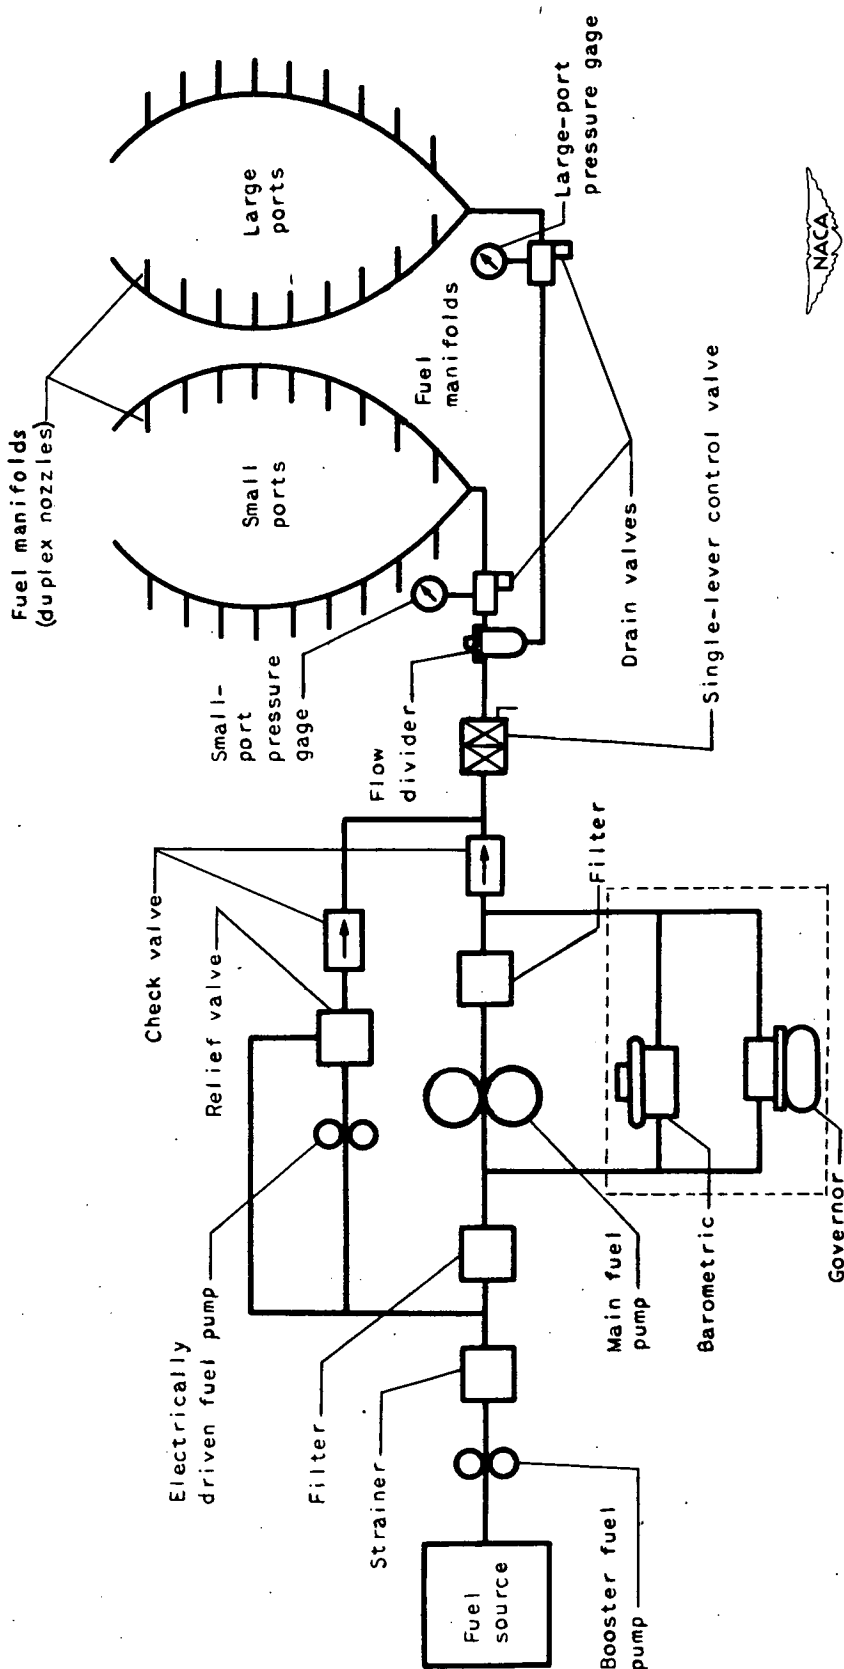 Fuel manifolds
(duplex nozzles)
Small
ports
Large
ports
Fuel
manifolds
Large-port
pressure gage
Small-
port
pressure
gage
Flow
divider
Drain valves
Single-lever control valve
Check valve
Relief valve
Filter
Electrically
driven fuel pump
Filter
Strainer
Main fuel
pump
Barometric
Governor
Fuel
source
Booster fuel
pump
NACA